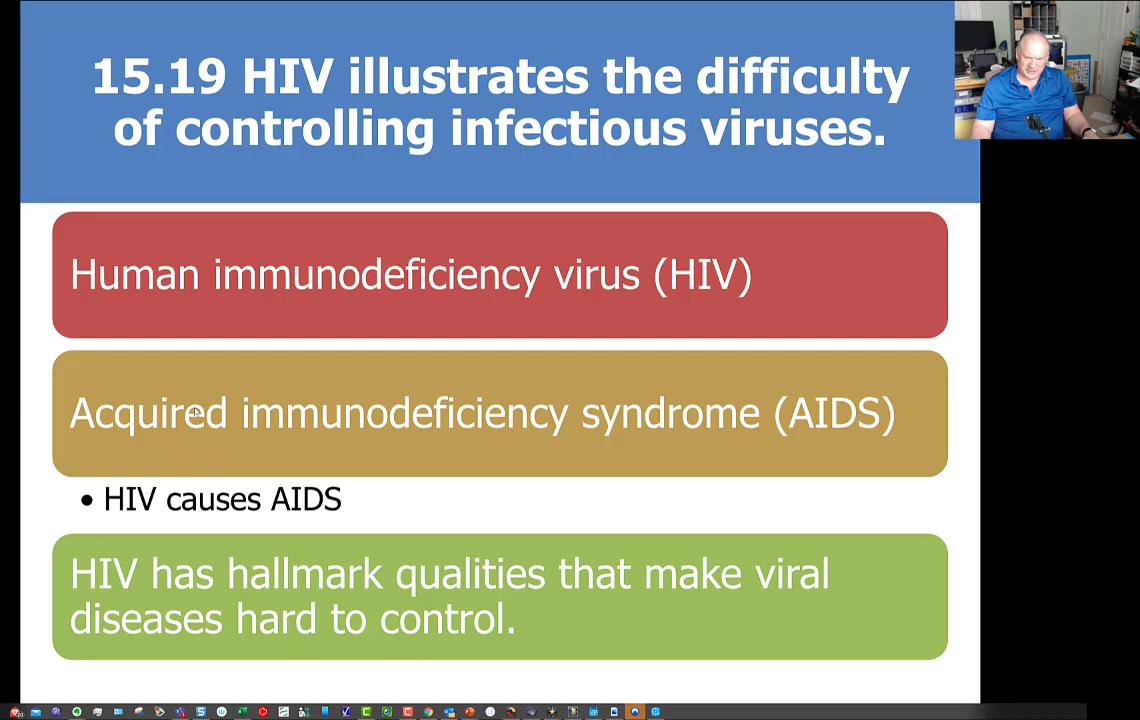 15.19 HIV illustrates the difficulty
of controlling infectious viruses.
Human immunodeficiency virus (HIV)
Acquired immunodeficiency syndrome (AIDS)
• HIV causes AIDS
HIV has hallmark qualities that make viral
diseases hard to control.